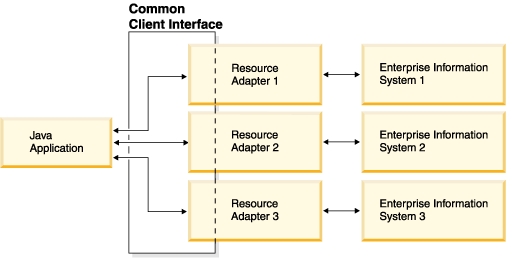 Common
Client Interface
Resource
Adapter 1
Enterprise Information
System 1
Java
Application
Resource
Adapter 2
Enterprise Information
System 2
Resource
Adapter 3
Enterprise Information
System 3